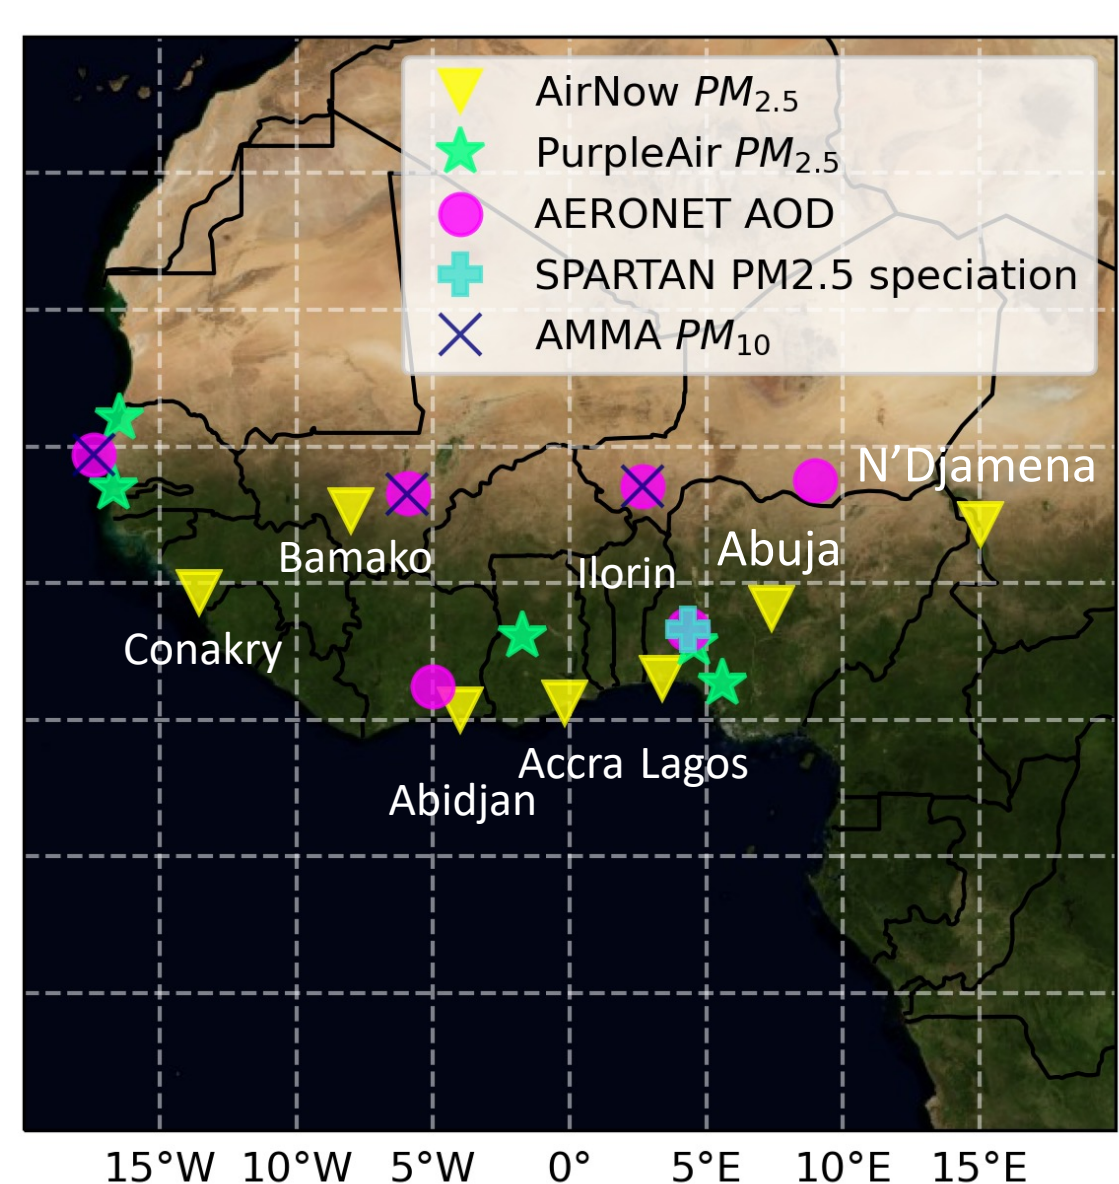 AirNow PM2.5
PurpleAir PM2.5
AERONET AOD
SPARTAN PM2.5 speciation
AMMA PM10
N’Djamena
Bamako
Ilorin
Abuja
Conakry
Accra
Lagos
Abidjan
15°W 10°W 5°W 0° 5°E 10°E 15°E